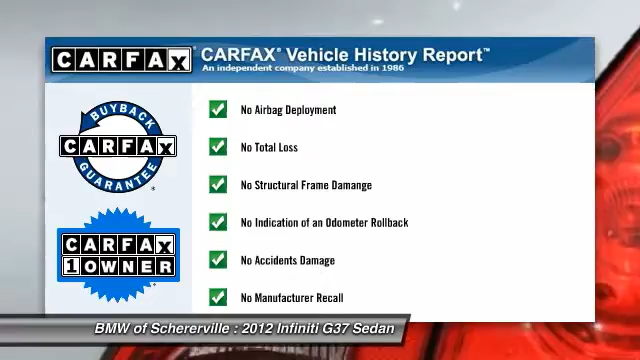 CARFAX CARFAX® Vehicle History Report™
An independent company established in 1986
BUYBACK
CARFAX
GUARANTEE
No Airbag Deployment
No Total Loss
No Structural Frame Damange
No Indication of an Odometer Rollback
CARFAX
1 OWNER
No Accidents Damage
No Manufacturer Recall
BMW of Schererville : 2012 Infiniti G37 Sedan